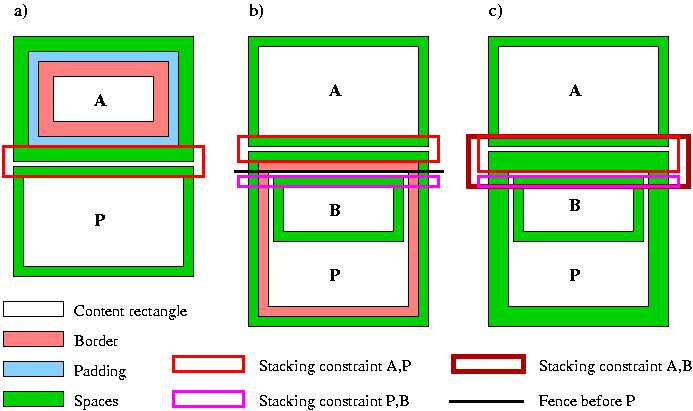 a) b) c)
A A A
P B B
P P
Content rectangle
Border
Padding Stacking constraint A,P Stacking constraint A,B
Spaces Stacking constraint P,B Fence before P